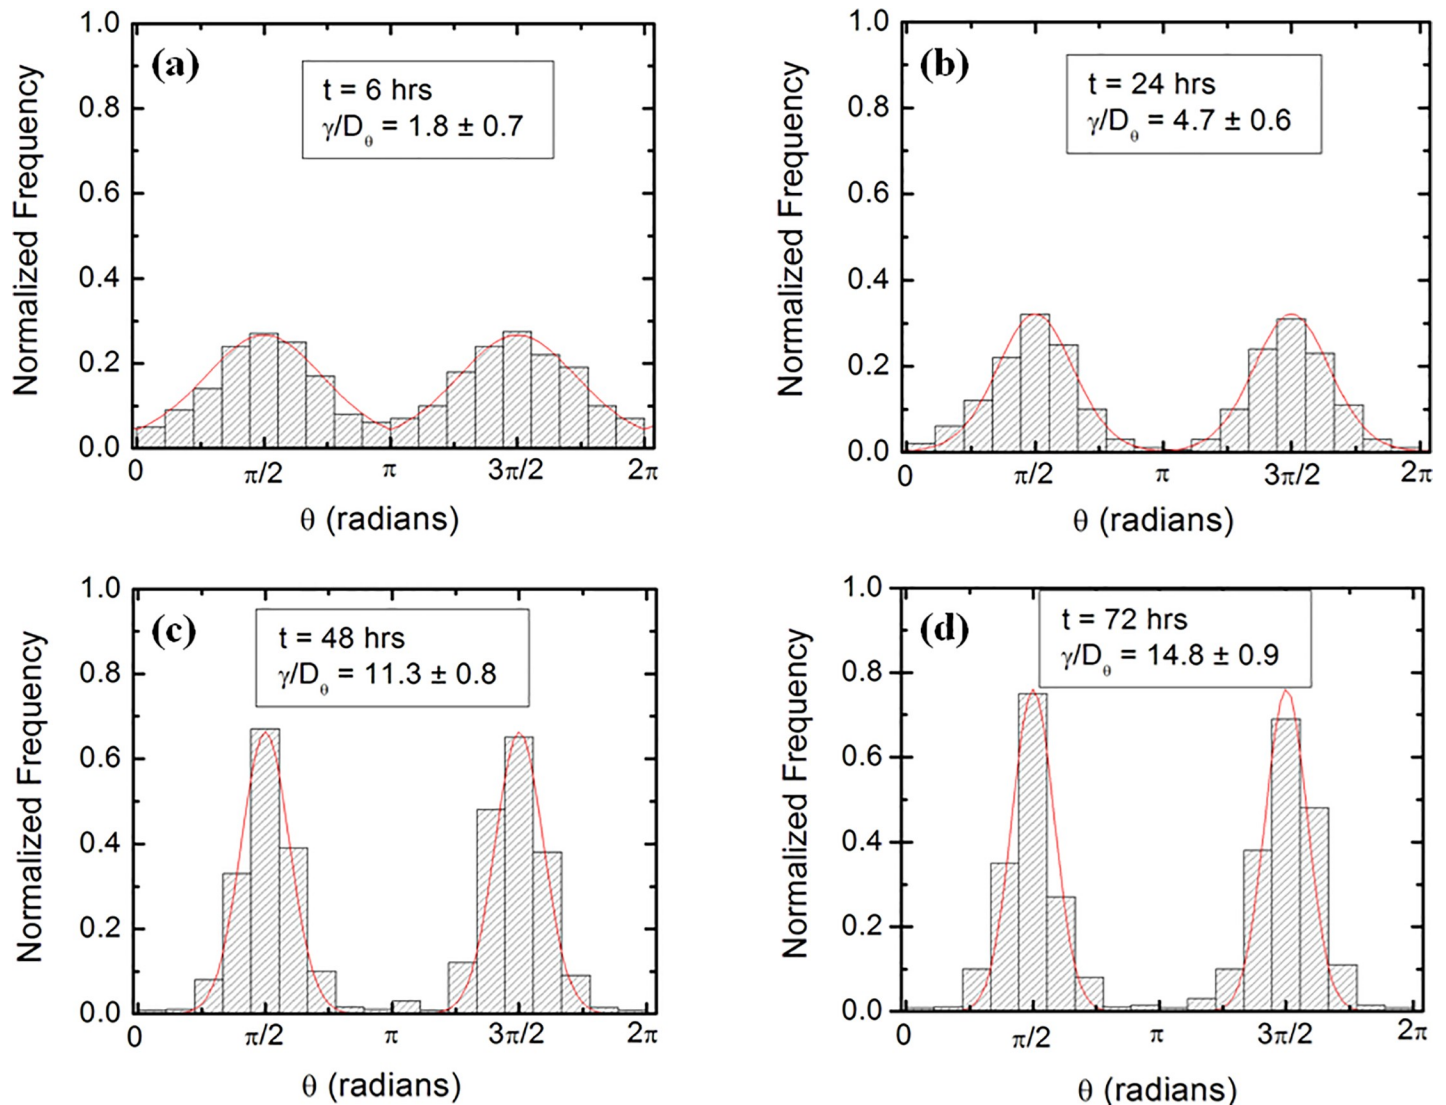 (a)
t = 6 hrs
γ/Dθ = 1.8 ± 0.7
Normalized Frequency
1.0
0.8
0.6
0.4
0.2
0.0
0 π/2 π 3π/2 2π
θ (radians)
(b)
t = 24 hrs
γ/Dθ = 4.7 ± 0.6
Normalized Frequency
1.0
0.8
0.6
0.4
0.2
0.0
0 π/2 π 3π/2 2π
θ (radians)
(c)
t = 48 hrs
γ/Dθ = 11.3 ± 0.8
Normalized Frequency
1.0
0.8
0.6
0.4
0.2
0.0
0 π/2 π 3π/2 2π
θ (radians)
(d)
t = 72 hrs
γ/Dθ = 14.8 ± 0.9
Normalized Frequency
1.0
0.8
0.6
0.4
0.2
0.0
0 π/2 π 3π/2 2π
θ (radians)